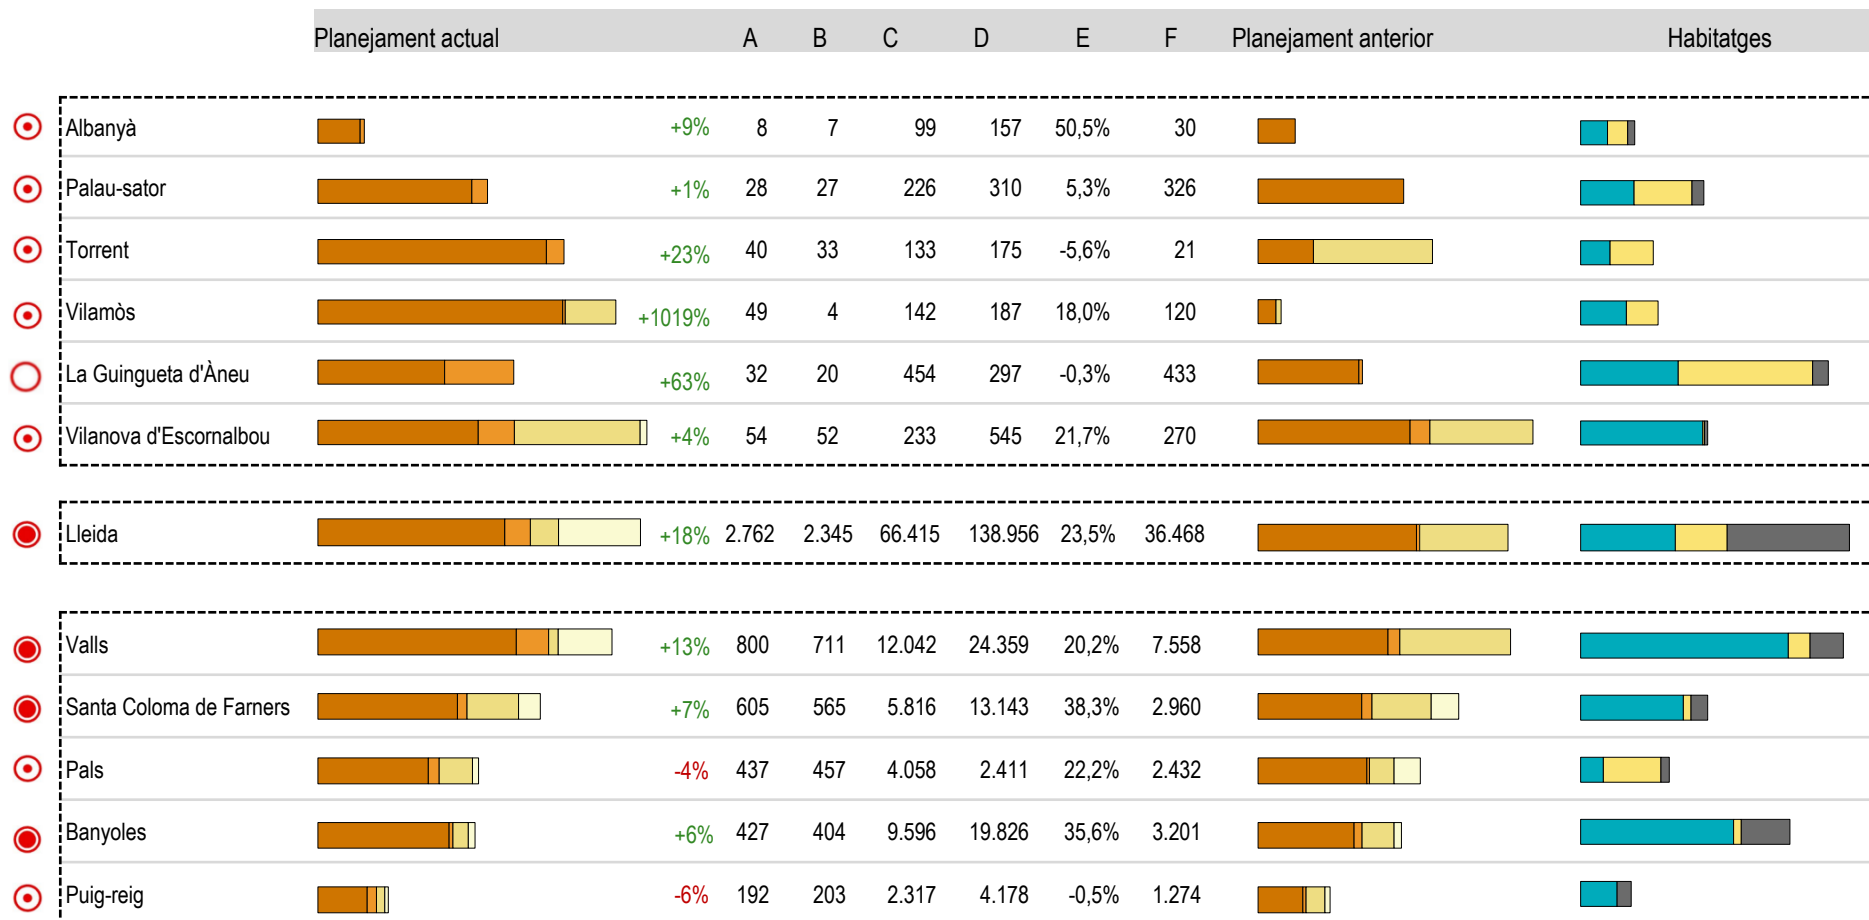 Planejament actual A B C D E F Planejament anterior Habitatges
Albanyà +9% 8 7 99 157 50,5% 30
Palau-sator +1% 28 27 226 310 5,3% 326
Torrent +23% 40 33 133 175 -5,6% 21
Vilamòs +1019% 49 4 142 187 18,0% 120
La Guingueta d'Àneu +63% 32 20 454 297 -0,3% 433
Vilanova d'Escornalbou +4% 54 52 233 545 21,7% 270
Lleida +18% 2.762 2.345 66.415 138.956 23,5% 36.468
Valls +13% 800 711 12.042 24.359 20,2% 7.558
Santa Coloma de Farners +7% 605 565 5.816 13.143 38,3% 2.960
Pals -4% 437 457 4.058 2.411 22,2% 2.432
Banyoles +6% 427 404 9.596 19.826 35,6% 3.201
Puig-reig -6% 192 203 2.317 4.178 -0,5% 1.274